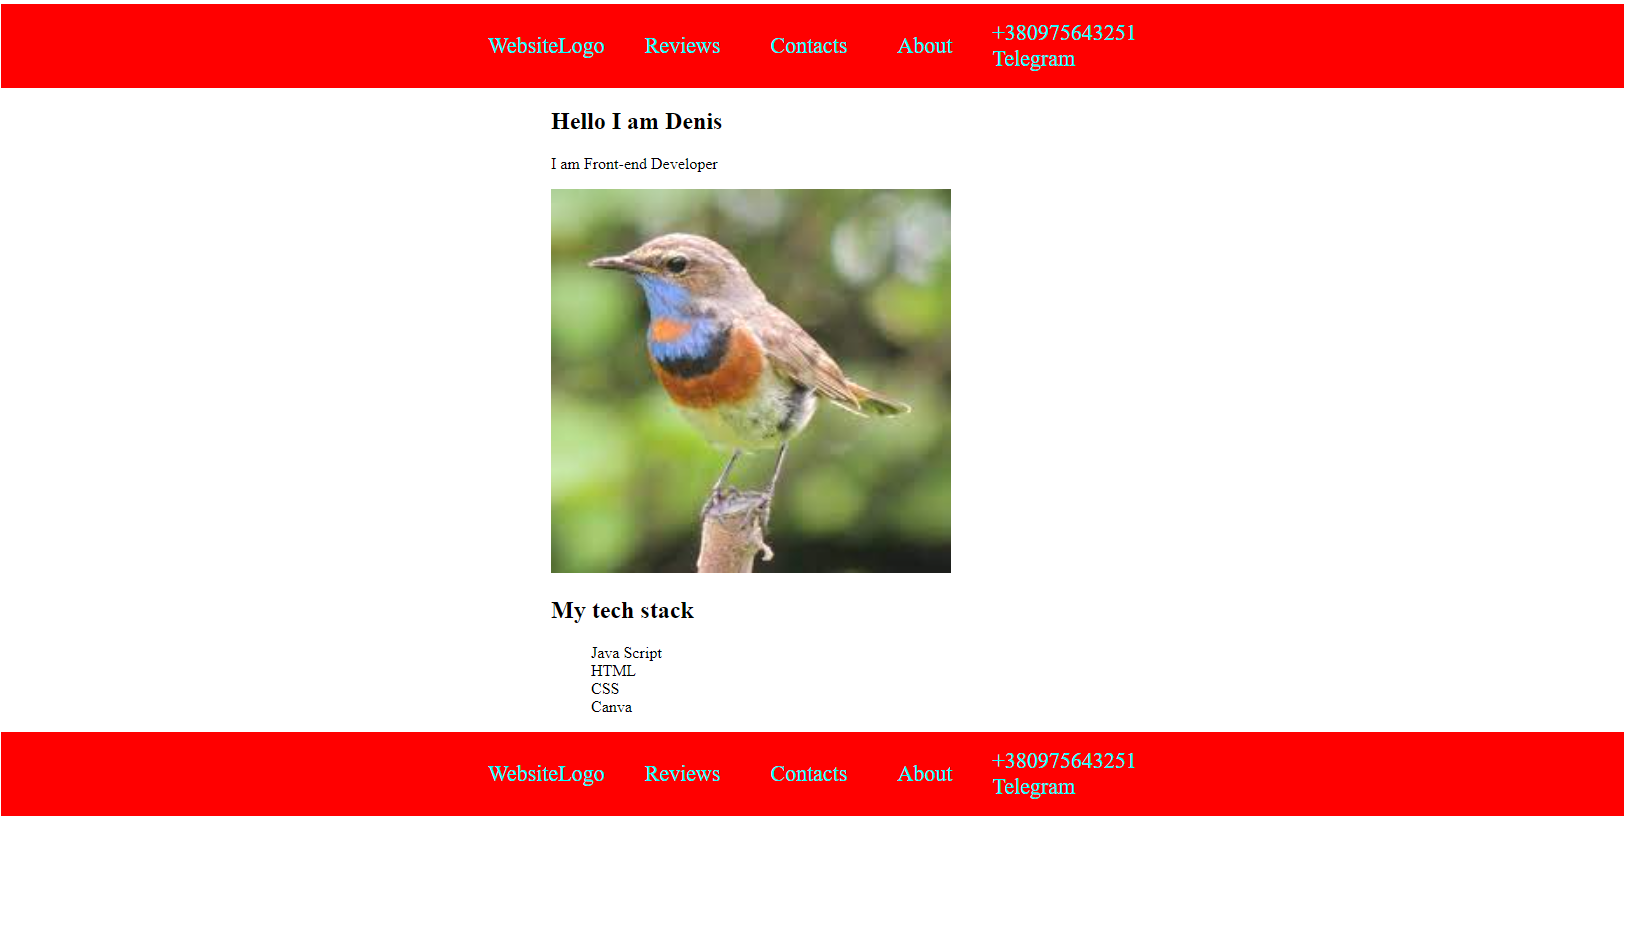 WebsiteLogo Reviews Contacts About +380975643251
Telegram
Hello I am Denis
I am Front-end Developer
My tech stack
Java Script
HTML
CSS
Canva
WebsiteLogo Reviews Contacts About +380975643251
Telegram